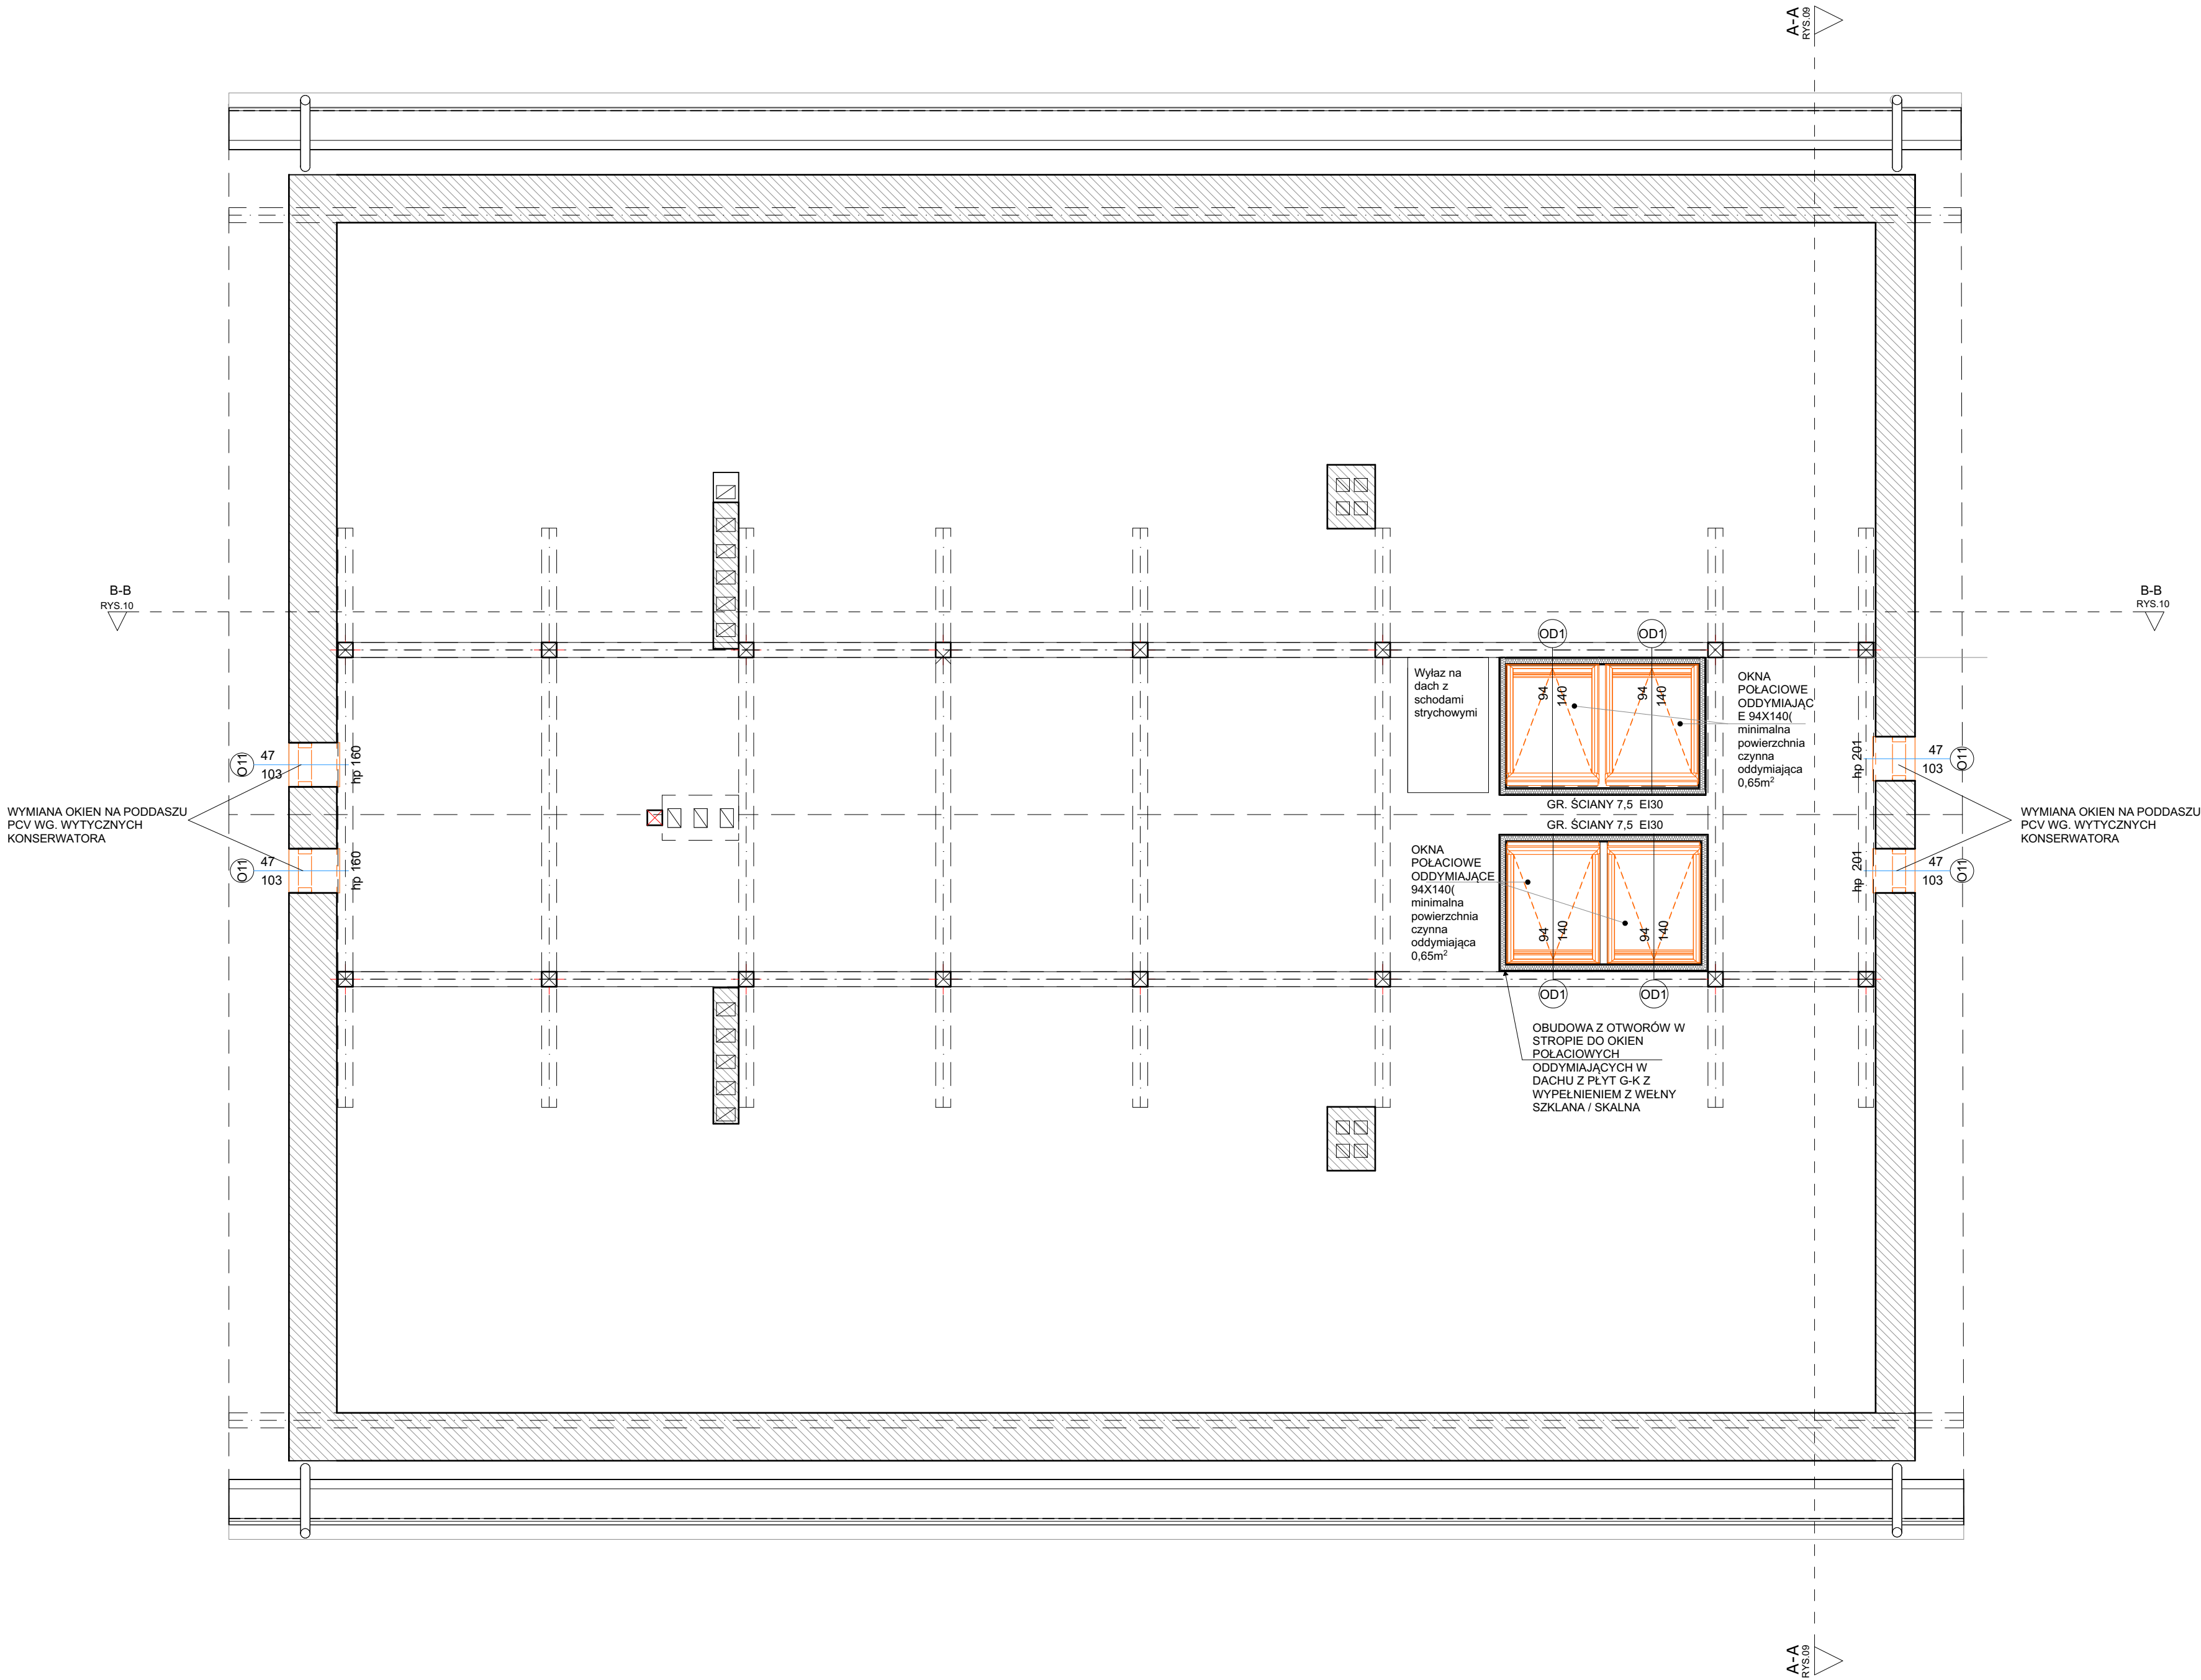 A-A
RYS.09
B-B
RYS.10
B-B
RYS.10
OD1
OD1
Wyłaz na
dach z
schodami
strychowymi
94
140
94
140
OKNA
POŁACIOWE
ODDYMIAJĄC
E 94X140(
minimalna
powierzchnia
czynna
oddymiająca
0,65m²
O11
47
103
hp 160
hp 201
47
103
O11
WYMIANA OKIEN NA PODDASZU
PCV WG. WYTYCZNYCH
KONSERWATORA
GR. ŚCIANY 7,5 EI30
GR. ŚCIANY 7,5 EI30
WYMIANA OKIEN NA PODDASZU
PCV WG. WYTYCZNYCH
KONSERWATORA
O11
47
103
hp 160
OKNA
POŁACIOWE
ODDYMIAJĄCE
94X140(
minimalna
powierzchnia
czynna
oddymiająca
0,65m²
94
140
94
140
hp 201
47
103
O11
OD1
OD1
OBUDOWA Z OTWORÓW W
STROPIE DO OKIEN
POŁACIOWYCH
ODDYMIAJĄCYCH W
DACHU Z PŁYT G-K Z
WYPEŁNIENIEM Z WEŁNY
SZKLANA / SKALNA
A-A
RYS.09